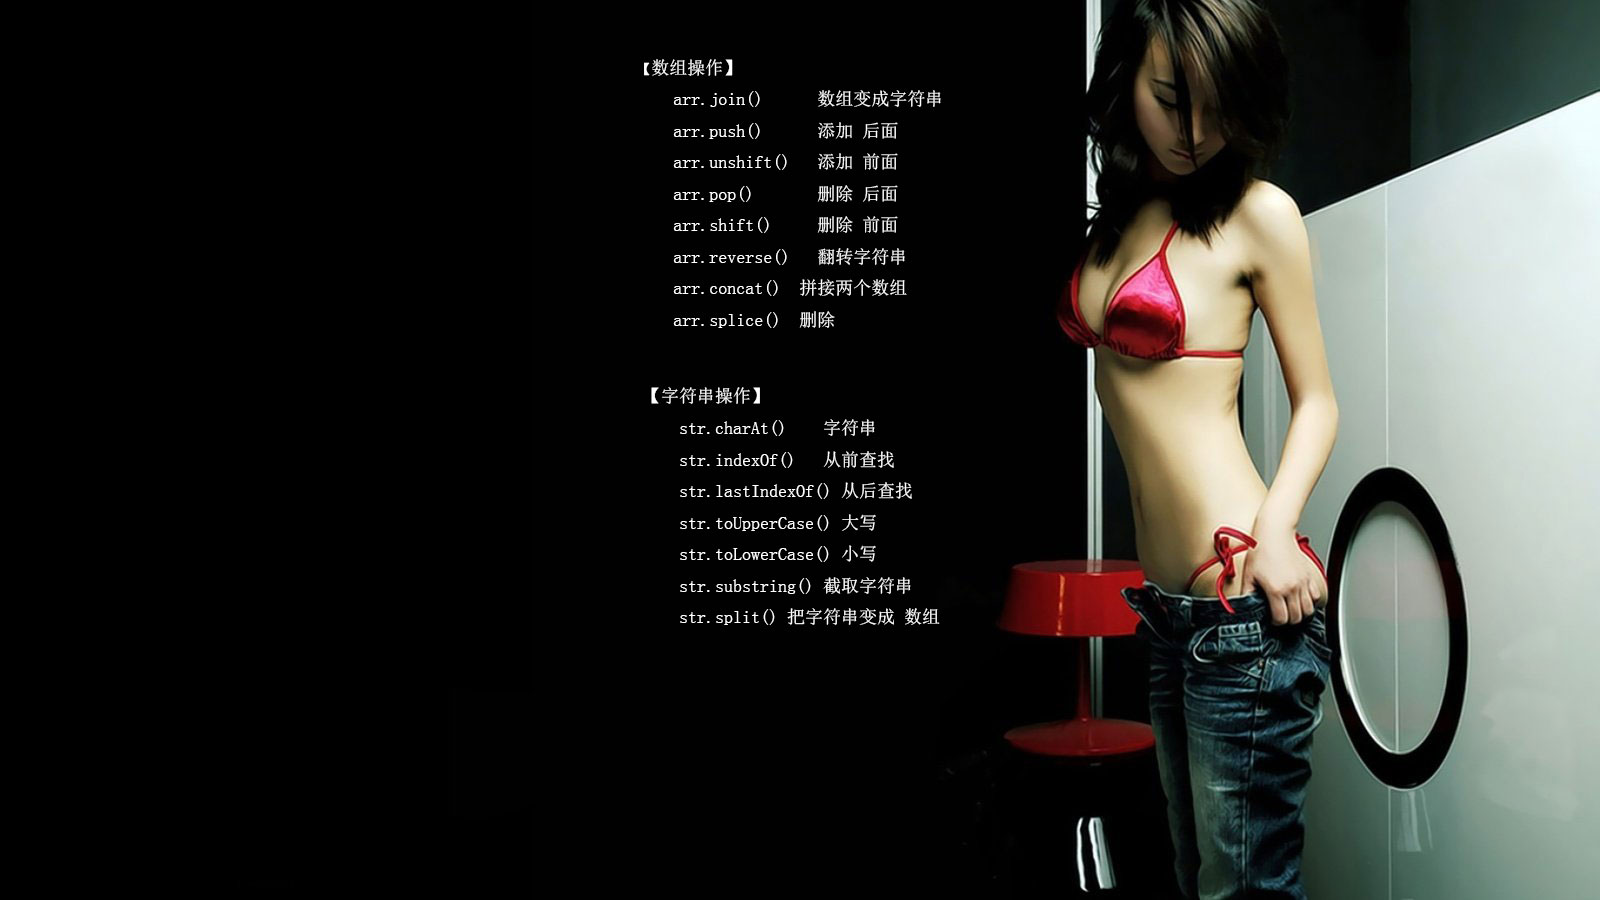 【数组操作】
arr.join() 数组变成字符串
arr.push() 添加 后面
arr.unshift() 添加 前面
arr.pop() 删除 后面
arr.shift() 删除 前面
arr.reverse() 翻转字符串
arr.concat() 拼接两个数组
arr.splice() 删除
【字符串操作】
str.charAt() 字符串
str.indexOf() 从前查找
str.lastIndexOf() 从后查找
str.toUpperCase() 大写
str.toLowerCase() 小写
str.substring() 截取字符串
str.split() 把字符串变成 数组